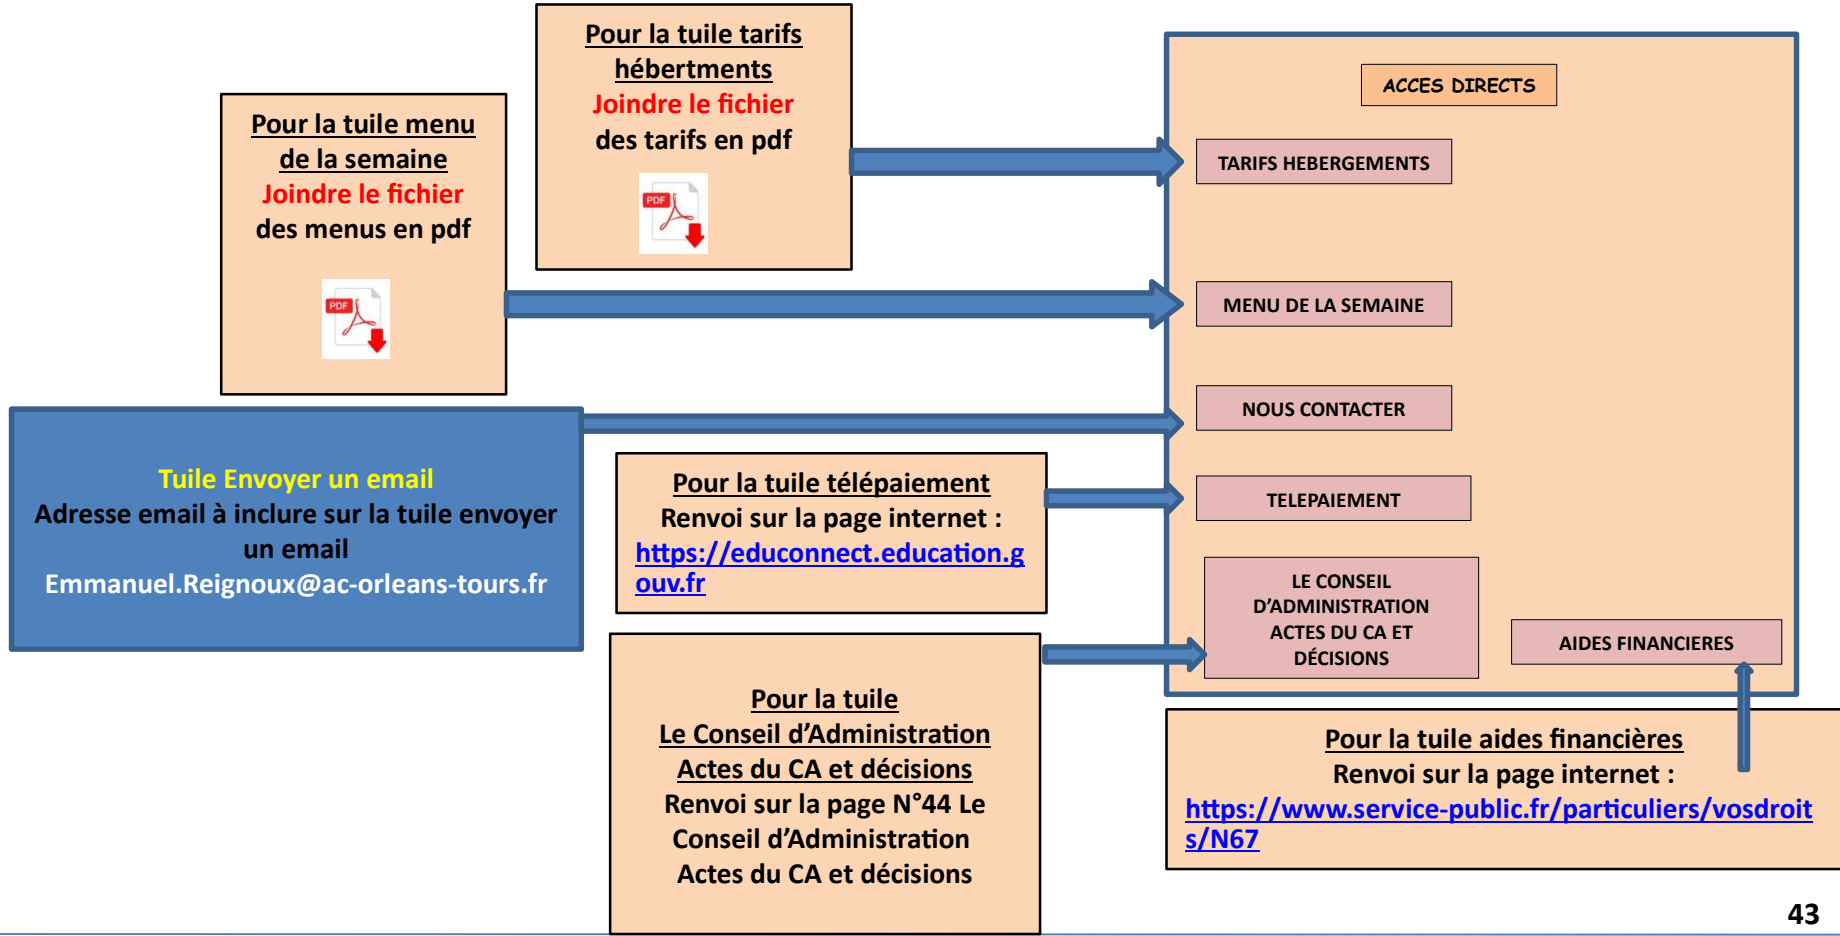 Pour la tuile tarifs
hébertments
Joindre le fichier
des tarifs en pdf
PDF
Pour la tuile menu
de la semaine
Joindre le fichier
des menus en pdf
PDF
Tuile Envoyer un email
Adresse email à inclure sur la tuile envoyer
un email
Emmanuel.Reignoux@ac-orleans-tours.fr
Pour la tuile télépaiement
Renvoi sur la page internet :
https://educonnect.education.g
ouv.fr
Pour la tuile
Le Conseil d’Administration
Actes du CA et décisions
Renvoi sur la page N°44 Le
Conseil d’Administration
Actes du CA et décisions
ACCES DIRECTS
TARIFS HEBERGEMENTS
MENU DE LA SEMAINE
NOUS CONTACTER
TELEPAIEMENT
LE CONSEIL
D’ADMINISTRATION
ACTES DU CA ET
DÉCISIONS
AIDES FINANCIERES
Pour la tuile aides financières
Renvoi sur la page internet :
https://www.service-public.fr/particuliers/vosdroit
s/N67
43